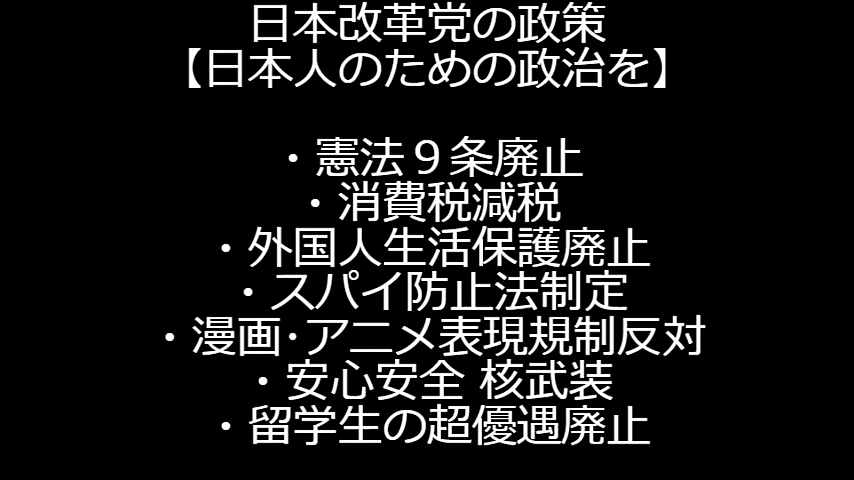 日本改革党の政策
【日本人のための政治を】
・憲法９条廃止
・消費税減税
・外国人生活保護廃止
・スパイ防止法制定
・漫画・アニメ表現規制反対
・安心安全 核武装
・留学生の超優遇廃止